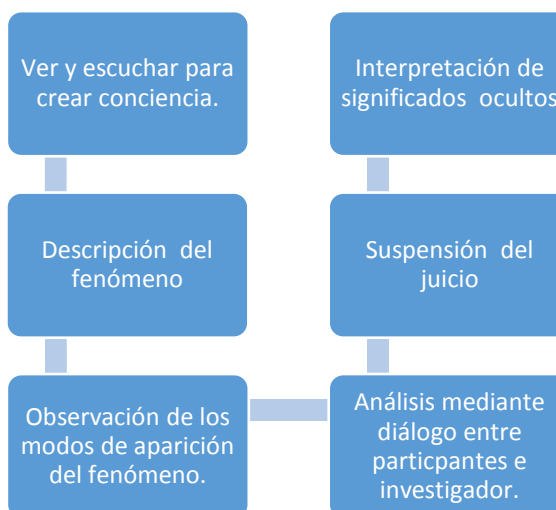 Ver y escuchar para
crear conciencia.
Descripción del
fenómeno
Observación de los
modos de aparición
del fenómeno.
Análisis mediante
diálogo entre
particpantes e
investigador.
Suspensión del
juicio
Interpretación de
significados ocultos